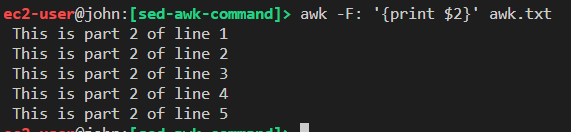 ec2-user@john:[sed-awk-command]> awk -F: '{print $2}' awk.txt
 This is part 2 of line 1
 This is part 2 of line 2
 This is part 2 of line 3
 This is part 2 of line 4
 This is part 2 of line 5
ec2-user@john:[sed-awk-command]>